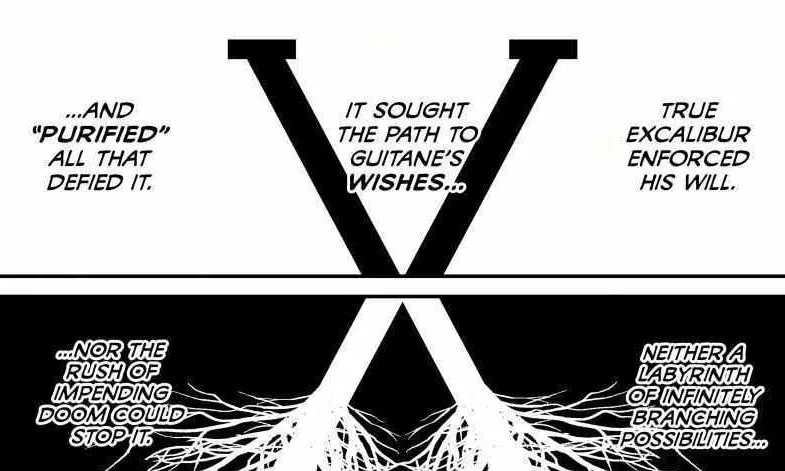 TRUE
EXCALIBUR
ENFORCED
HIS WILL.
IT SOUGHT
THE PATH TO
GUITANE'S
WISHES...
...AND
“PURIFIED”
ALL THAT
DEFIED IT.
NEITHER A
LABYRINTH
OF INFINITELY
BRANCHING
POSSIBILITIES...
...NOR THE
RUSH OF
IMPENDING
DOOM COULD
STOP IT.